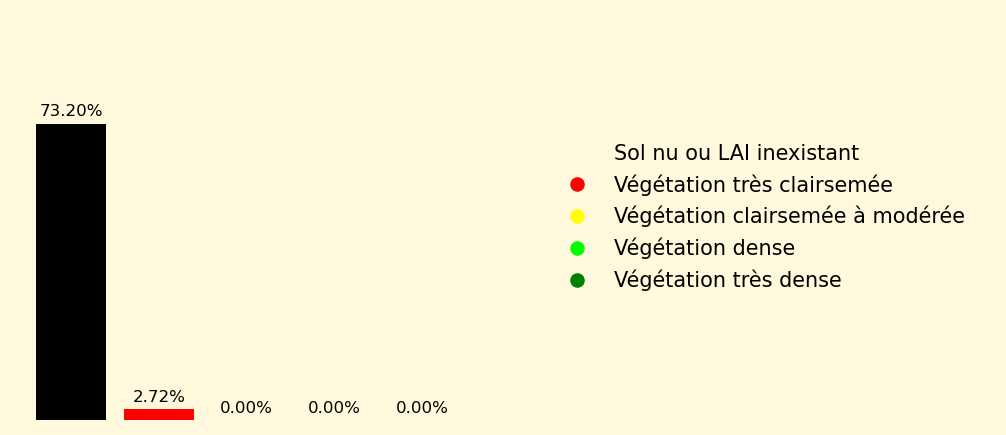 73.20%
2.72%
0.00%
0.00%
0.00%
Sol nu ou LAI inexistant
Végétation très clairsemée
Végétation clairsemée à modérée
Végétation dense
Végétation très dense